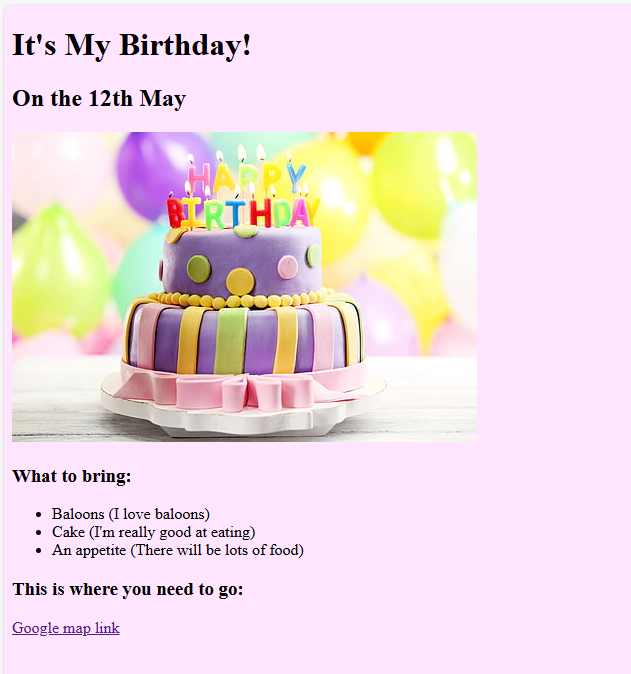 It's My Birthday!
On the 12th May
HAPPY
BIRTHDAY
What to bring:
Baloons (I love baloons)
Cake (I'm really good at eating)
An appetite (There will be lots of food)
This is where you need to go:
Google map link